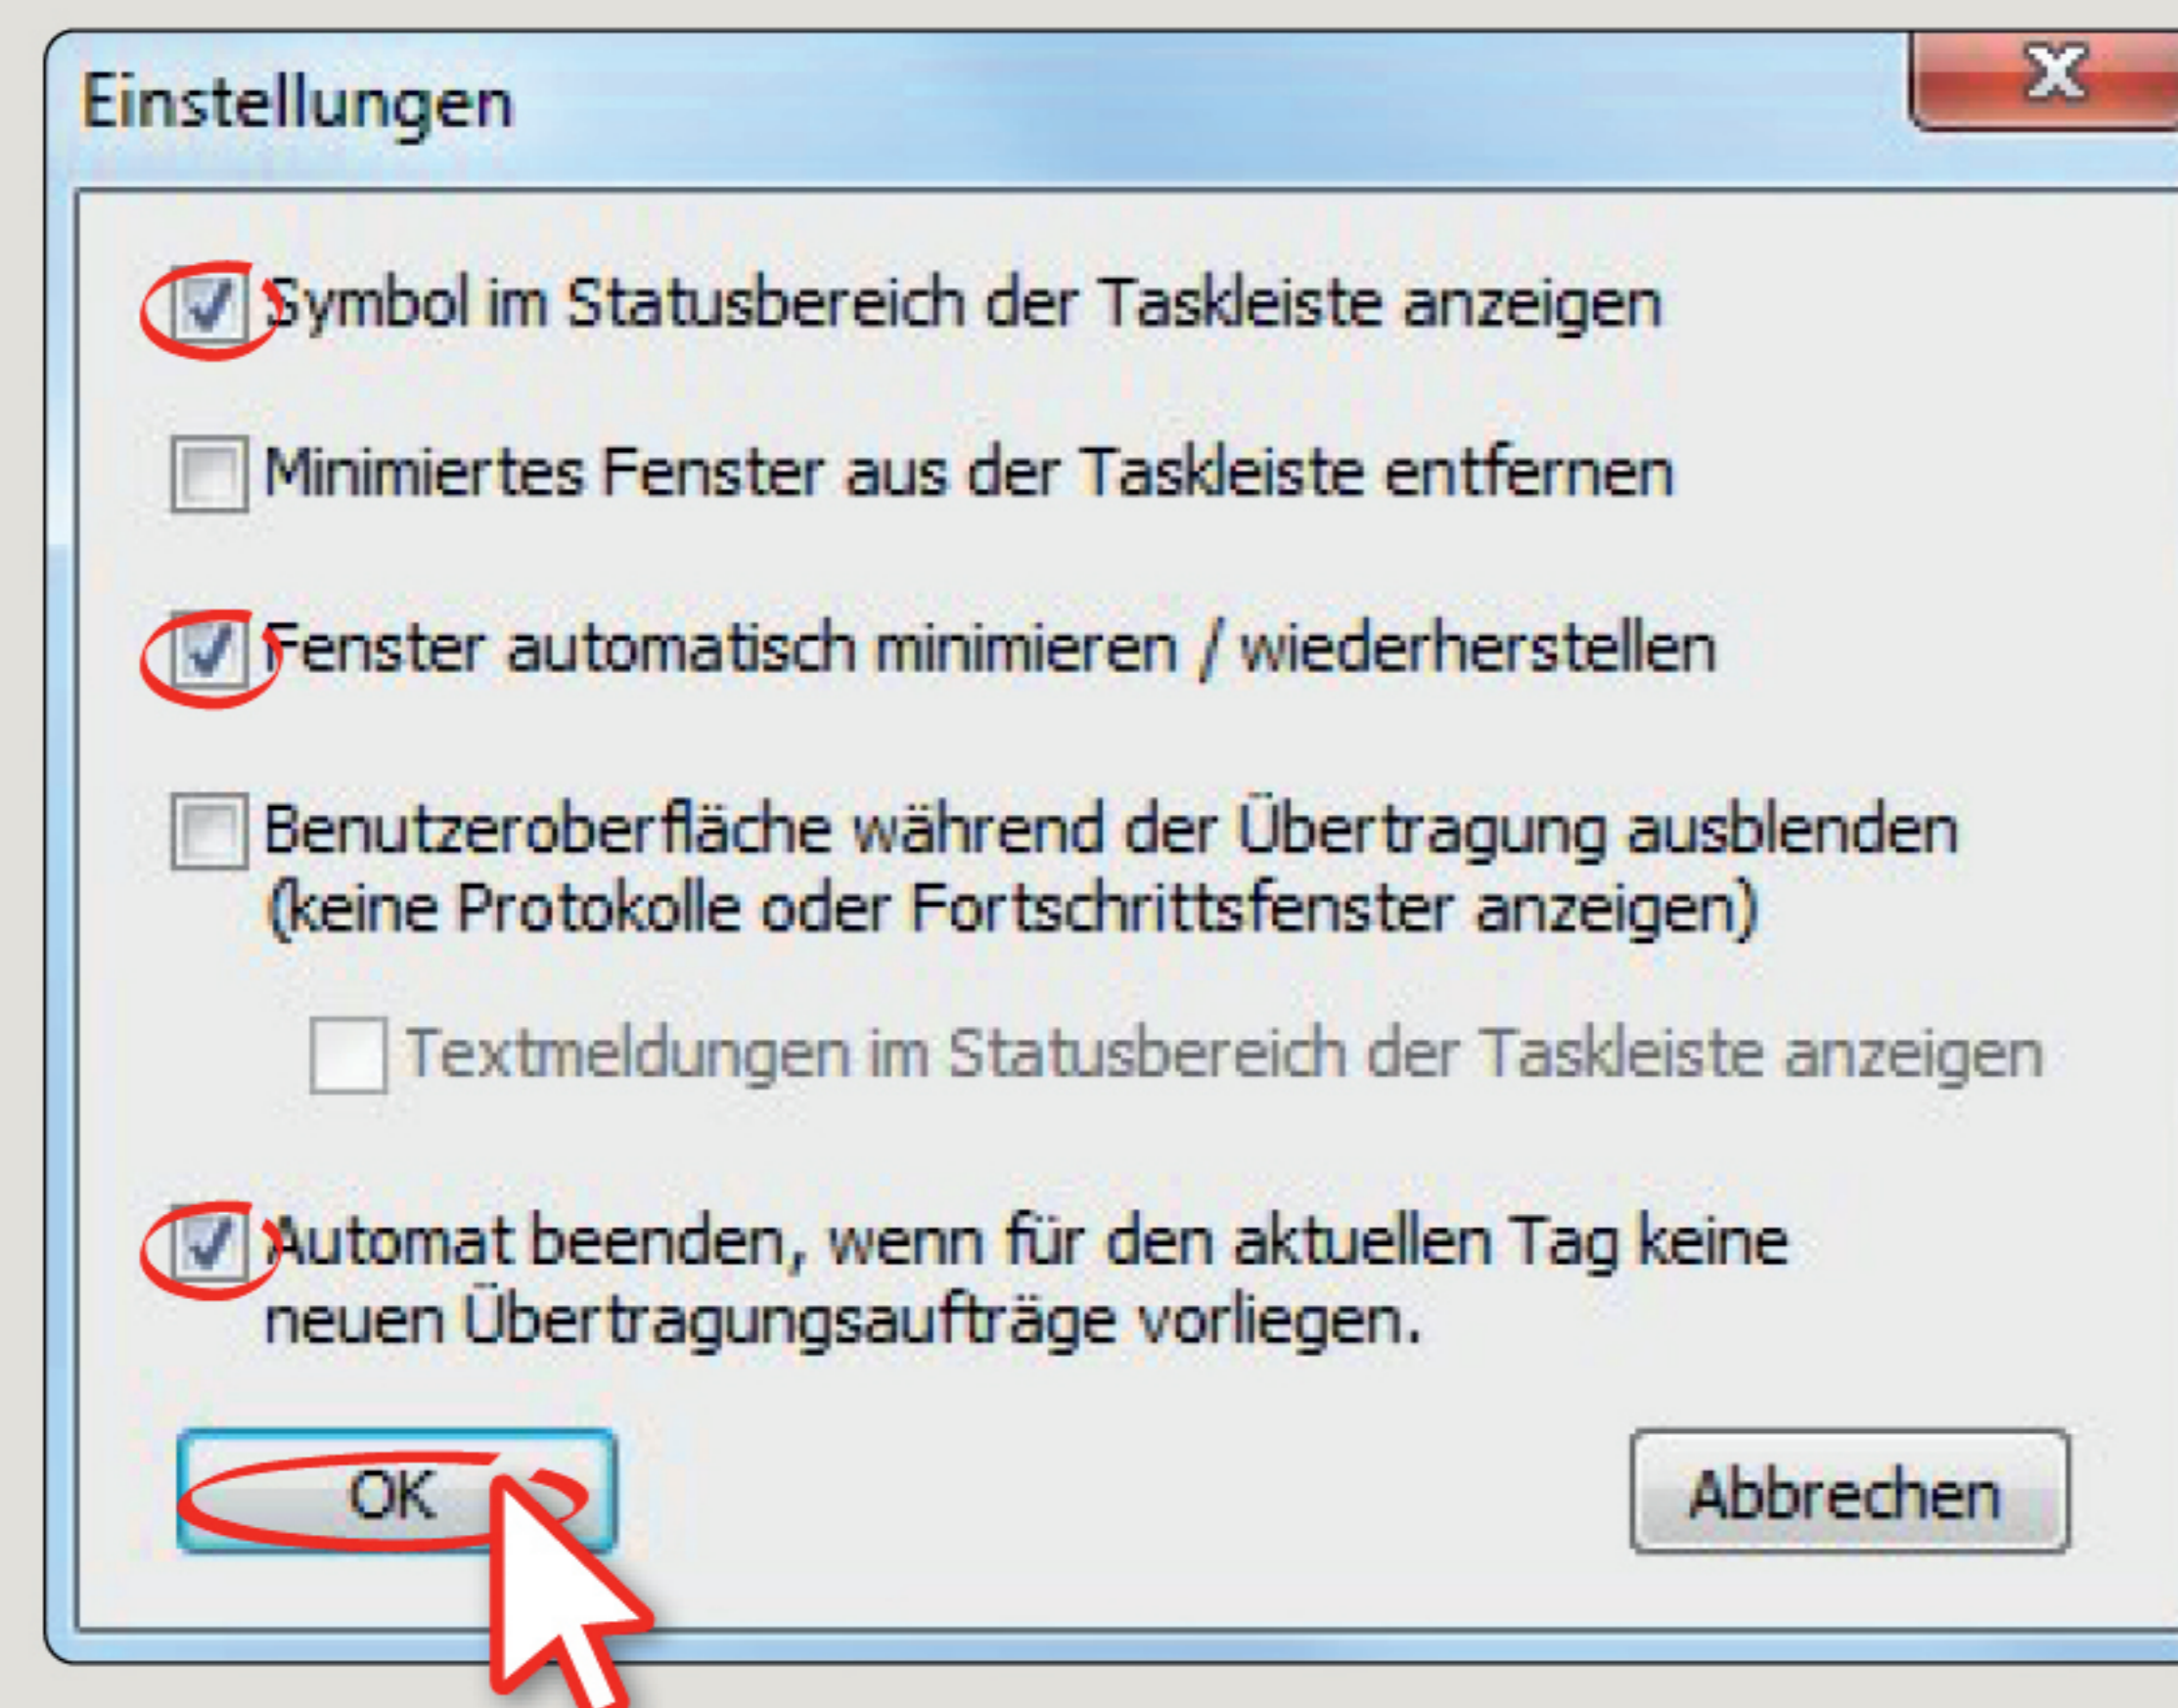 Einstellungen
Symbol im Statusbereich der Taskleiste anzeigen
Minimiertes Fenster aus der Taskleiste entfernen
Fenster automatisch minimieren / wiederherstellen
Benutzeroberfläche während der Übertragung ausblenden
(keine Protokolle oder Fortschrittsfenster anzeigen)
Textmeldungen im Statusbereich der Taskleiste anzeigen
Automat beenden, wenn für den aktuellen Tag keine
neuen Übertragungsaufträge vorliegen.
OK
Abbrechen